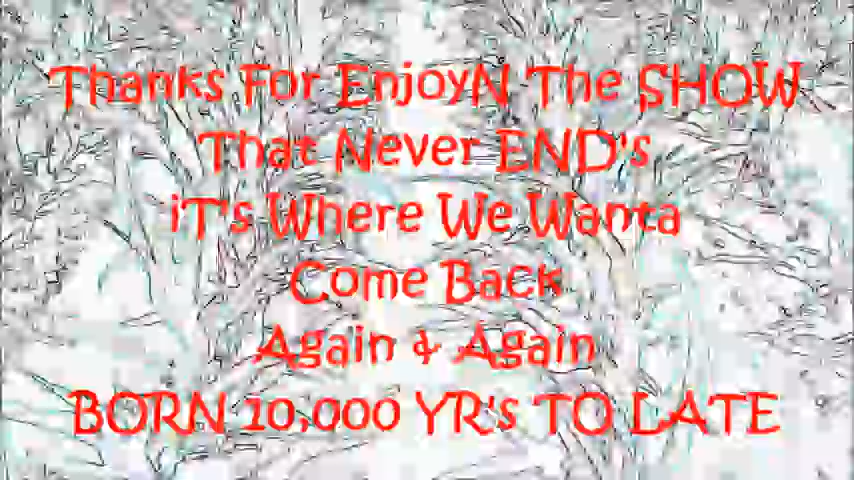 Thanks For EnjoyN The SHOW
That Never END's
iT's Where We Wanta
Come Back
Again & Again
BORN 10,000 YR's TO LATE